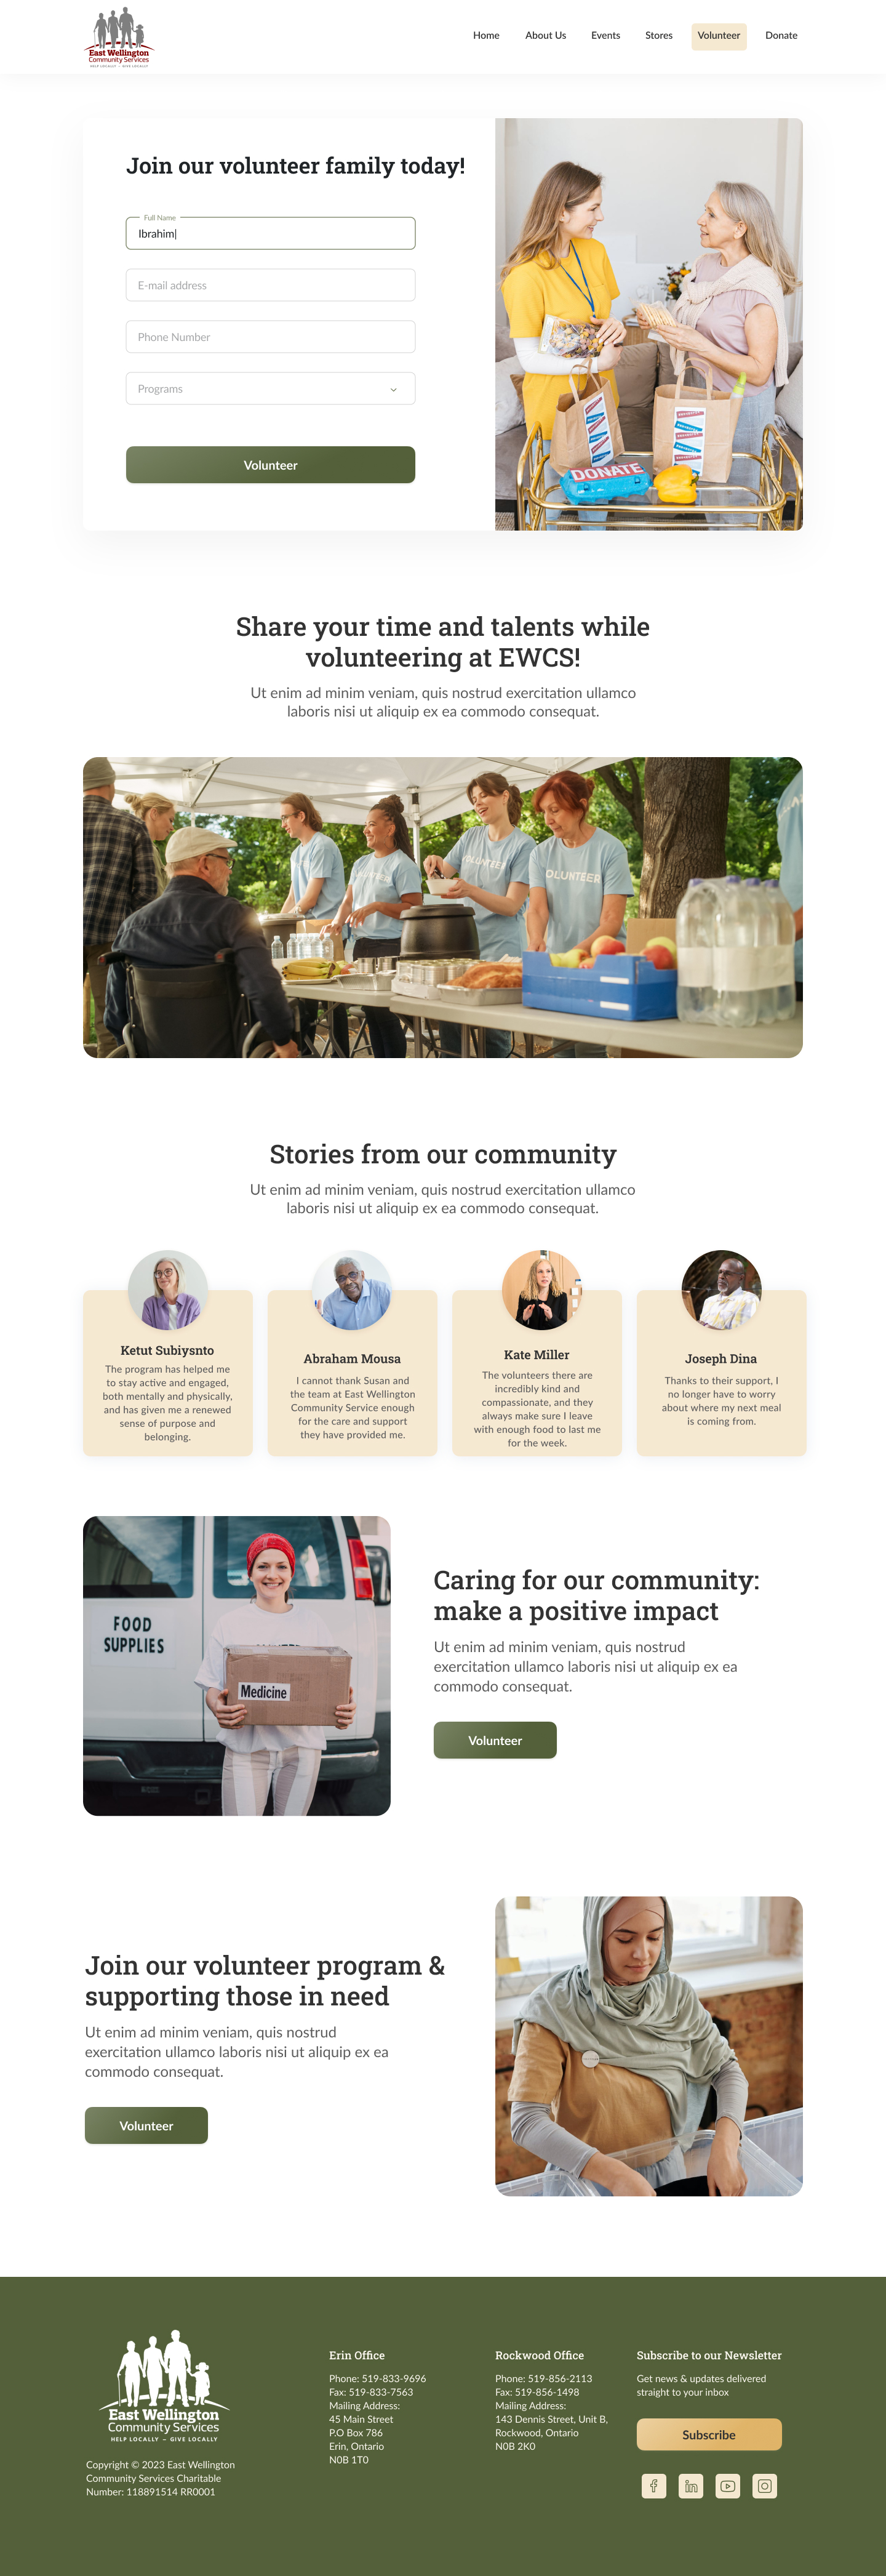 East Wellington
Community Services
HELP LOCALLY - GIVE LOCALLY
Home
About Us
Events
Stores
Volunteer
Donate
Join our volunteer family today!
Full Name
Ibrahim
E-mail address
Phone Number
Programs
Volunteer
DONATE
Share your time and talents while
volunteering at EWCS!
Ut enim ad minim veniam, quis nostrud exercitation ullamco
laboris nisi ut aliquip ex ea commodo consequat.
VOLUNTEER
VOLUNTEER
OLUNTEER
Stories from our community
Ut enim ad minim veniam, quis nostrud exercitation ullamco
laboris nisi ut aliquip ex ea commodo consequat.
Ketut Subiysnto
The program has helped me
to stay active and engaged,
both mentally and physically,
and has given me a renewed
sense of purpose and
belonging.
Abraham Mousa
I cannot thank Susan and
the team at East Wellington
Community Service enough
for the care and support
they have provided me.
Kate Miller
The volunteers there are
incredibly kind and
compassionate, and they
always make sure I leave
with enough food to last me
for the week.
Joseph Dina
Thanks to their support, I
no longer have to worry
about where my next meal
is coming from.
FOOD
SUPPLIES
Medicine
Caring for our community:
make a positive impact
Ut enim ad minim veniam, quis nostrud
exercitation ullamco laboris nisi ut aliquip ex ea
commodo consequat.
Volunteer
Join our volunteer program &
supporting those in need
Ut enim ad minim veniam, quis nostrud
exercitation ullamco laboris nisi ut aliquip ex ea
commodo consequat.
Volunteer
East Wellington
Community Services
HELP LOCALLY – GIVE LOCALLY
Copyright © 2023 East Wellington
Community Services Charitable
Number: 118891514 RR0001
Erin Office
Phone: 519-833-9696
Fax: 519-833-7563
Mailing Address:
45 Main Street
P.O Box 786
Erin, Ontario
N0B 1T0
Rockwood Office
Phone: 519-856-2113
Fax: 519-856-1498
Mailing Address:
143 Dennis Street, Unit B,
Rockwood, Ontario
N0B 2K0
Subscribe to our Newsletter
Get news & updates delivered
straight to your inbox
Subscribe